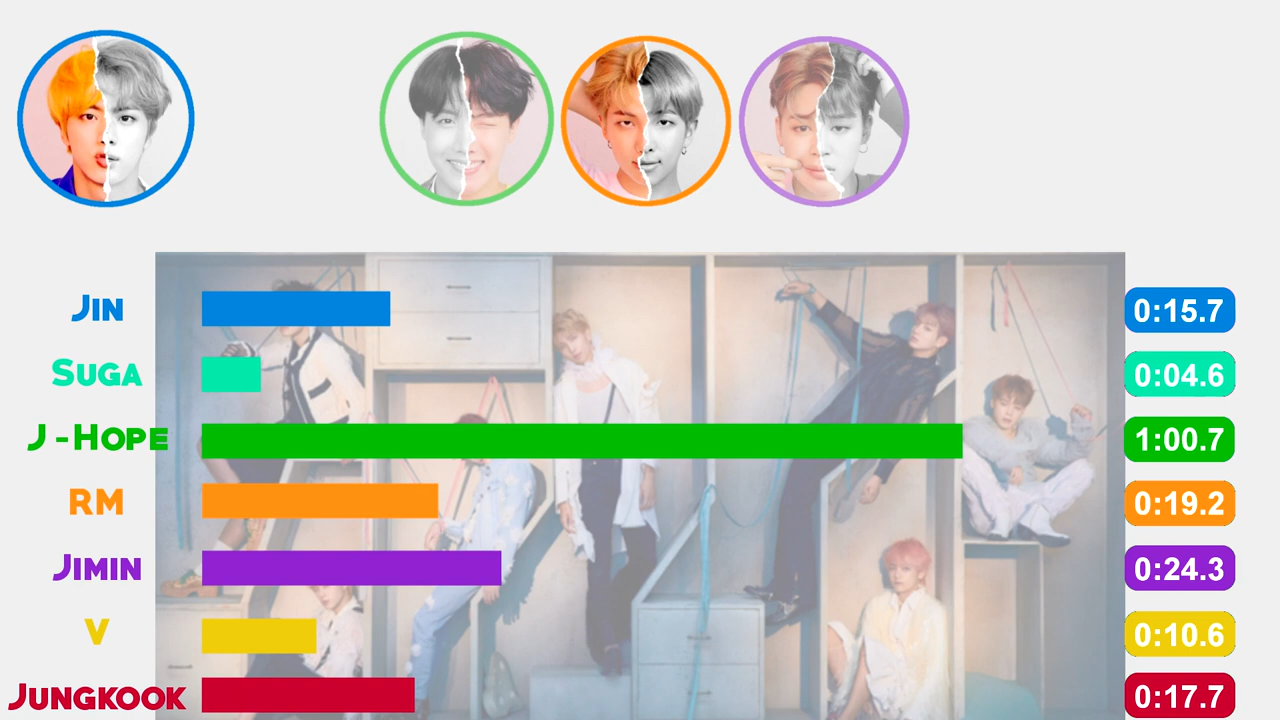 Jin 0:15.7
Suga 0:04.6
J-Hope 1:00.7
RM 0:19.2
Jimin 0:24.3
V 0:10.6
Jungkook 0:17.7